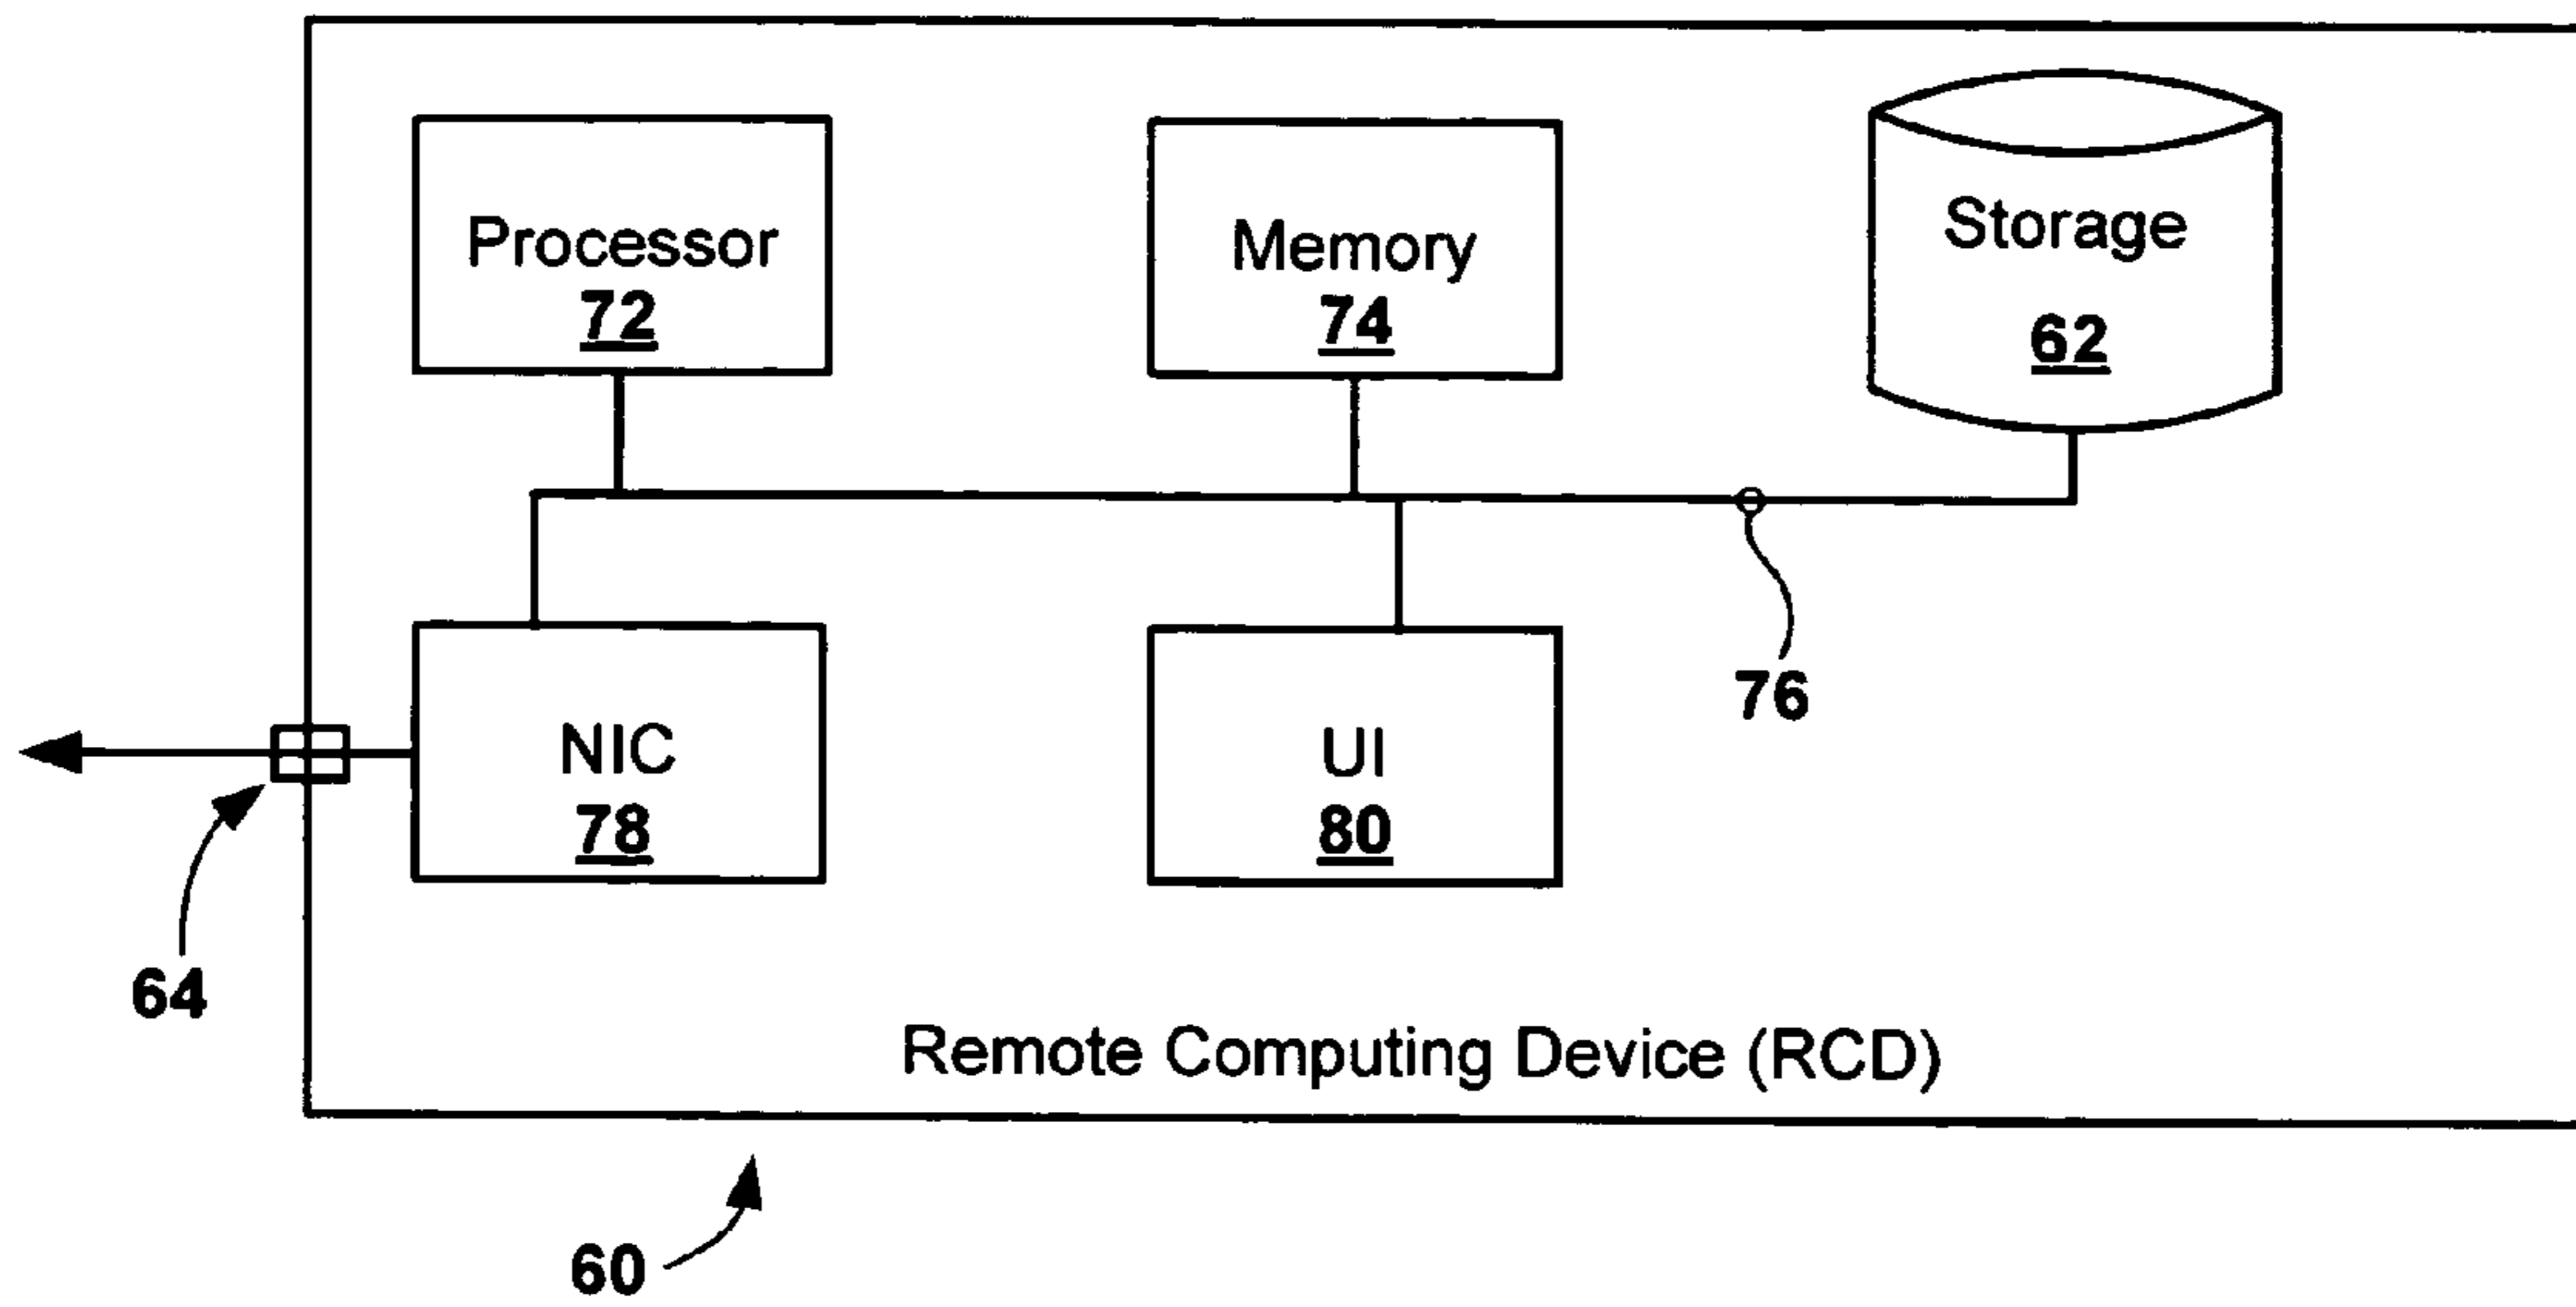 Processor
72
Memory
74
Storage
62
76
NIC
78
UI
80
64
Remote Computing Device (RCD)
60